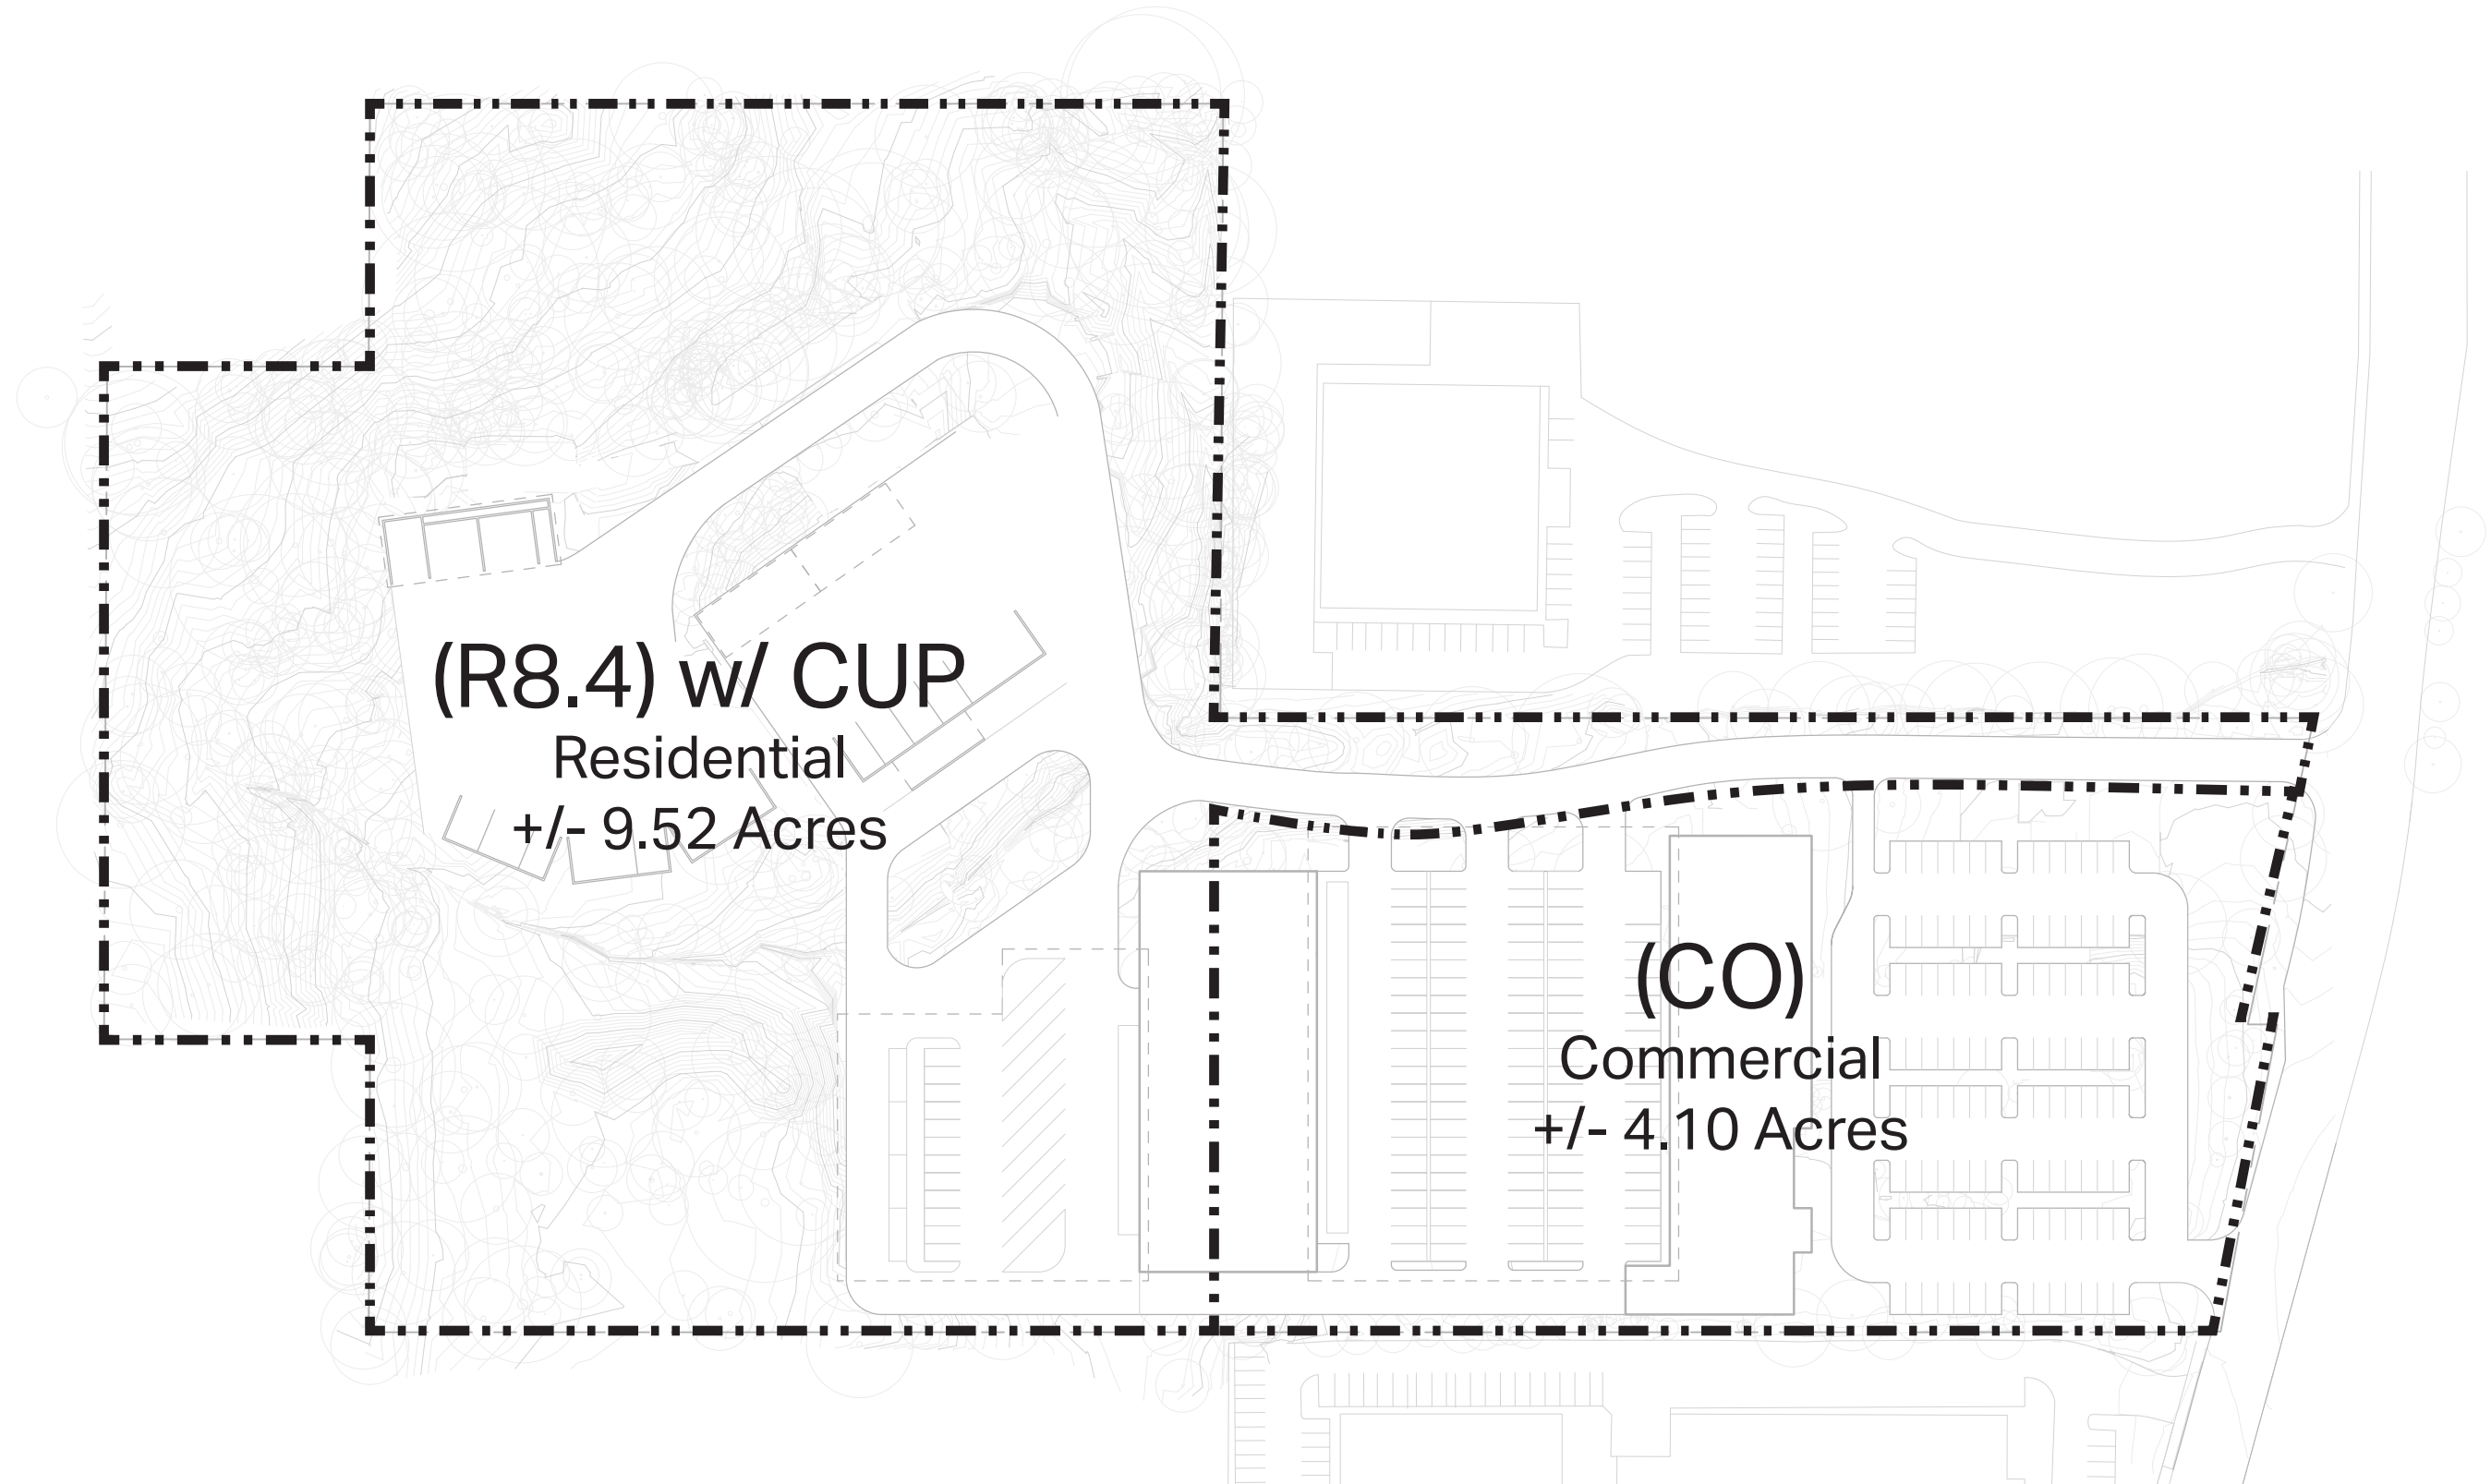 (R8.4) w/ CUP
Residential
+/- 9.52 Acres
(CO)
Commercial
+/- 4.10 Acres